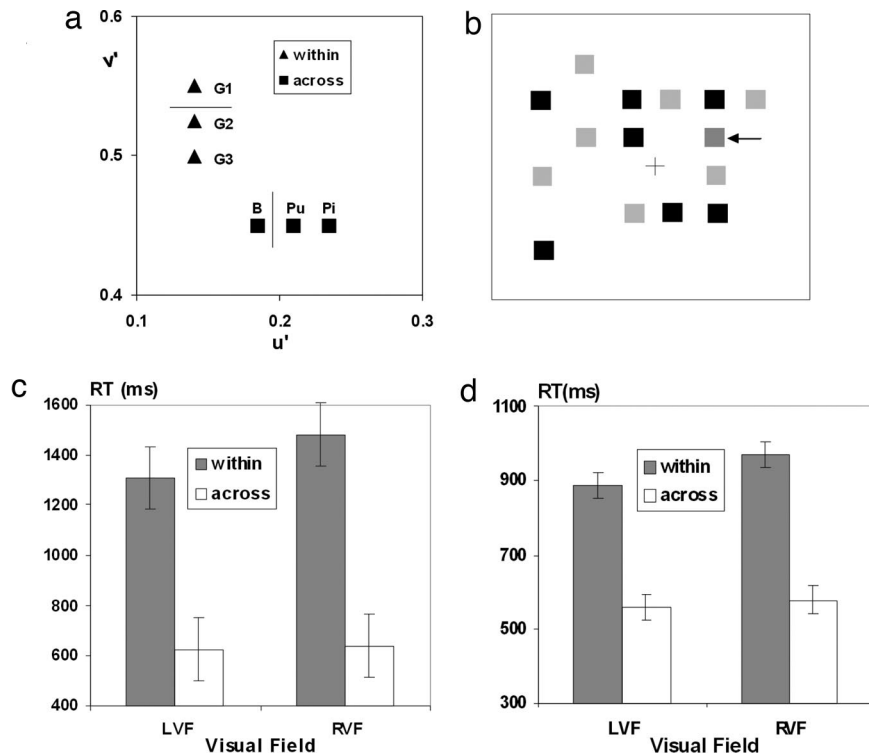 a
v'
0.6
0.5
0.4
within
across
G1
G2
G3
B Pu Pi
0.1 0.2 0.3
u'
b
c
RT (ms)
1600
1400
1200
1000
800
600
400
within
across
LVF RVF
Visual Field
d
RT(ms)
1100
900
700
500
300
within
across
LVF RVF
Visual Field